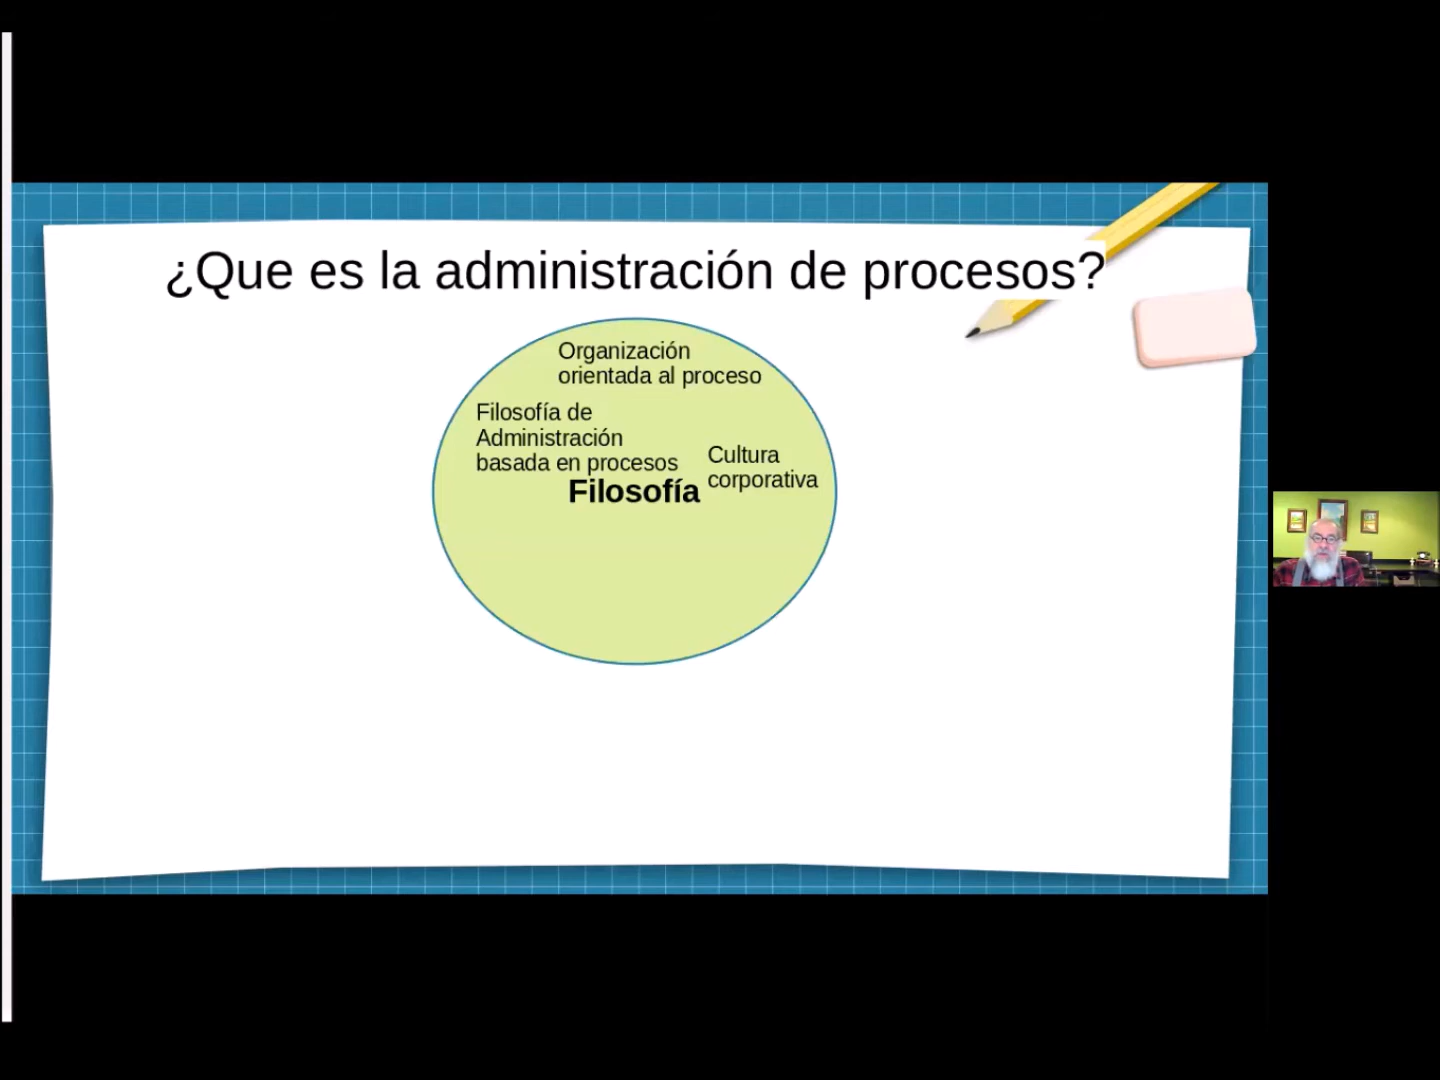 ¿Que es la administración de procesos?
Organización
orientada al proceso
Filosofía de
Administración
basada en procesos
Cultura
corporativa
Filosofía